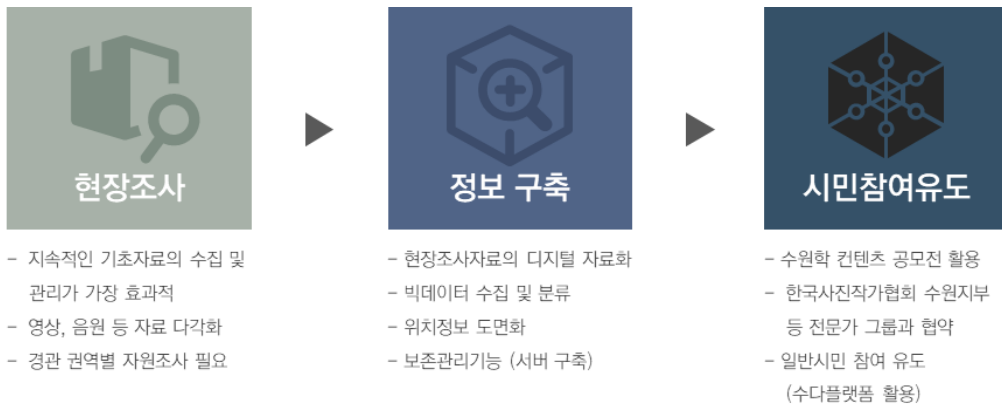 현장조사
- 지속적인 기초자료의 수집 및
관리가 가장 효과적
- 영상, 음원 등 자료 다각화
- 경관 권역별 자원조사 필요
정보 구축
- 현장조사자료의 디지털 자료화
- 빅데이터 수집 및 분류
- 위치정보 도면화
- 보존관리기능 (서버 구축)
시민참여유도
- 수원학 컨텐츠 공모전 활용
- 한국사진작가협회 수원지부
등 전문가 그룹과 협약
- 일반시민 참여 유도
(수다플랫폼 활용)